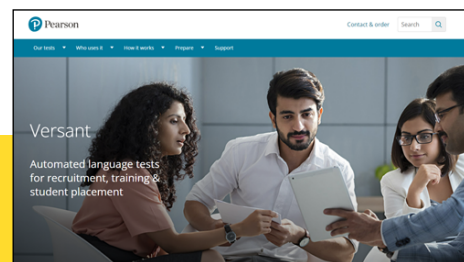 Pearson
Contact & order
Search
Our tests
Who uses it
How it works
Prepare
Support
Versant
Automated language tests
for recruitment, training &
student placement